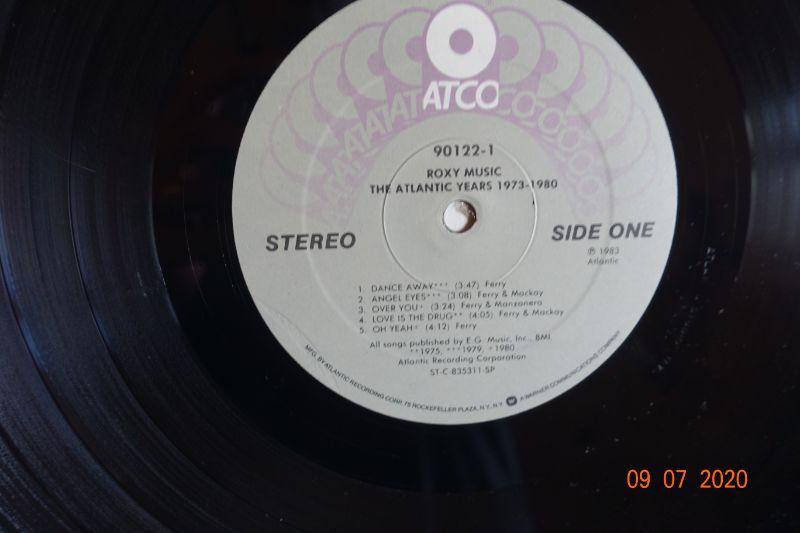 ATCO
90122-1
ROXY MUSIC
THE ATLANTIC YEARS 1973-1980
STEREO
SIDE ONE
℗ 1983
Atlantic
1. DANCE AWAY*** (3:47) Ferry
2. ANGEL EYES*** (3:08) Ferry & Mackay
3. OVER YOU+ (3:24) Ferry & Manzanera
4. LOVE IS THE DRUG** (4:05) Ferry & Mackay
5. OH YEAH+ (4:12) Ferry
All songs published by E.G. Music, Inc., BMI
**1975, ***1979, +1980
Atlantic Recording Corporation
ST-C-835311-SP
MFG. BY ATLANTIC RECORDING CORP., 75 ROCKEFELLER PLAZA, N.Y., N.Y. A WARNER COMMUNICATIONS COMPANY
09 07 2020